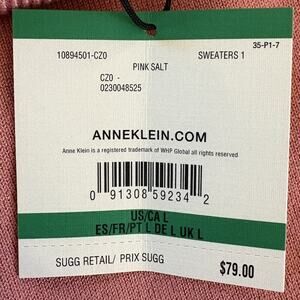 35-P1-7
10894501-CZ0 SWEATERS 1
PINK SALT
CZ0 -
0230048525
ANNEKLEIN.COM
Anne Klein is a registered trademark of WHP Global all rights reserved
0 91308 59234 2
US/CA L
ES/FR/PT L DE L UK L
SUGG RETAIL/ PRIX SUGG $79.00